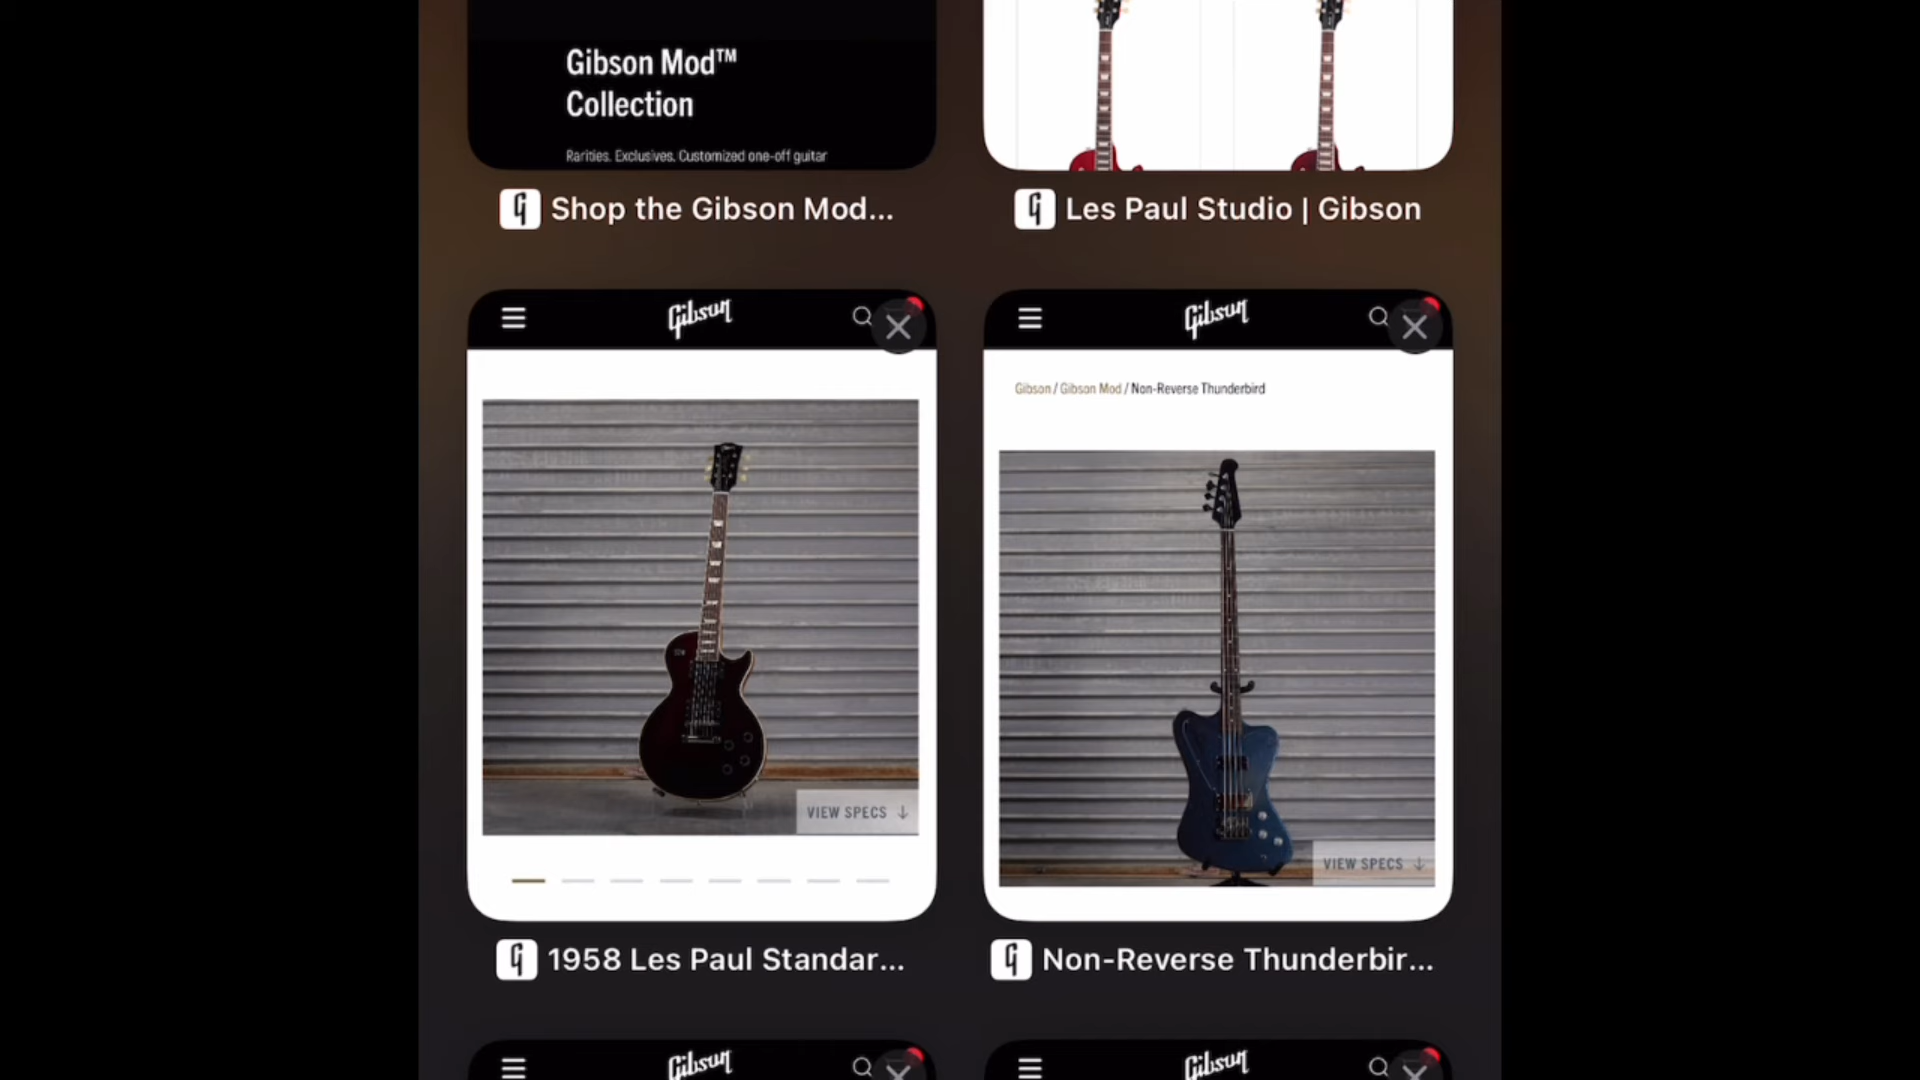 Gibson Mod™
Collection
Rarities. Exclusives. Customized one-off guitar
Shop the Gibson Mod...
Les Paul Studio | Gibson
Gibson
Gibson
Gibson / Gibson Mod / Non-Reverse Thunderbird
VIEW SPECS
VIEW SPECS
1958 Les Paul Standar...
Non-Reverse Thunderbir...
Gibson
Gibson